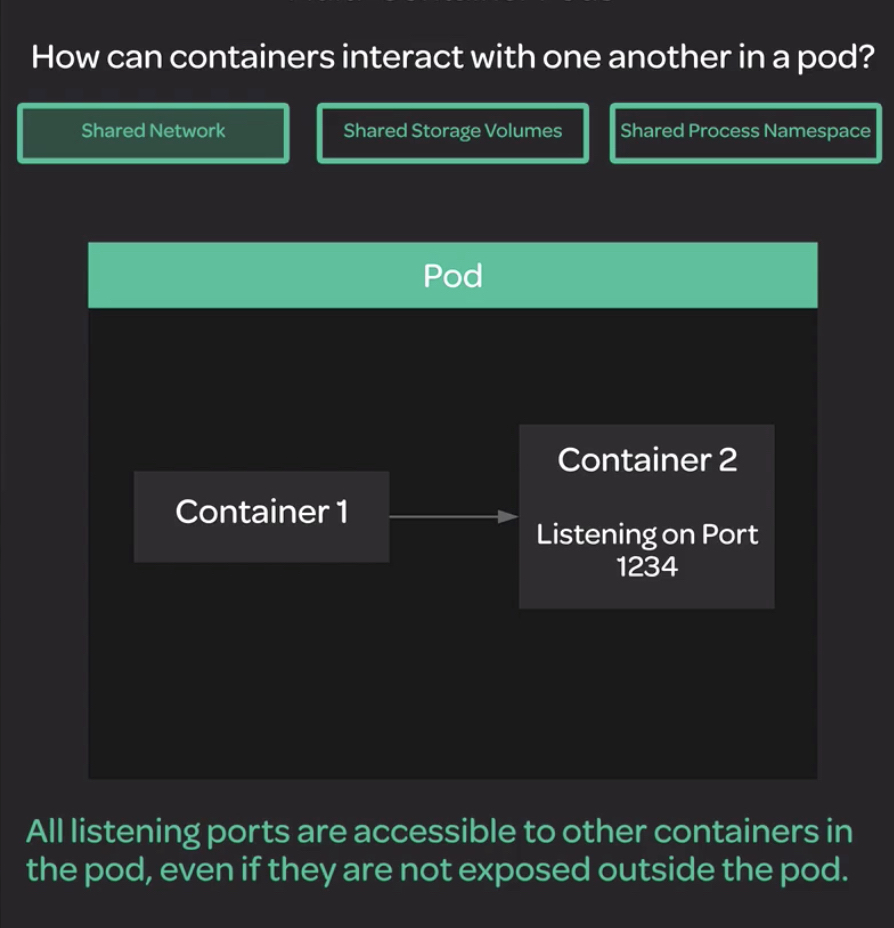 How can containers interact with one another in a pod?
Shared Network
Shared Storage Volumes
Shared Process Namespace
Pod
Container 1
Container 2
Listening on Port
1234
All listening ports are accessible to other containers in
the pod, even if they are not exposed outside the pod.